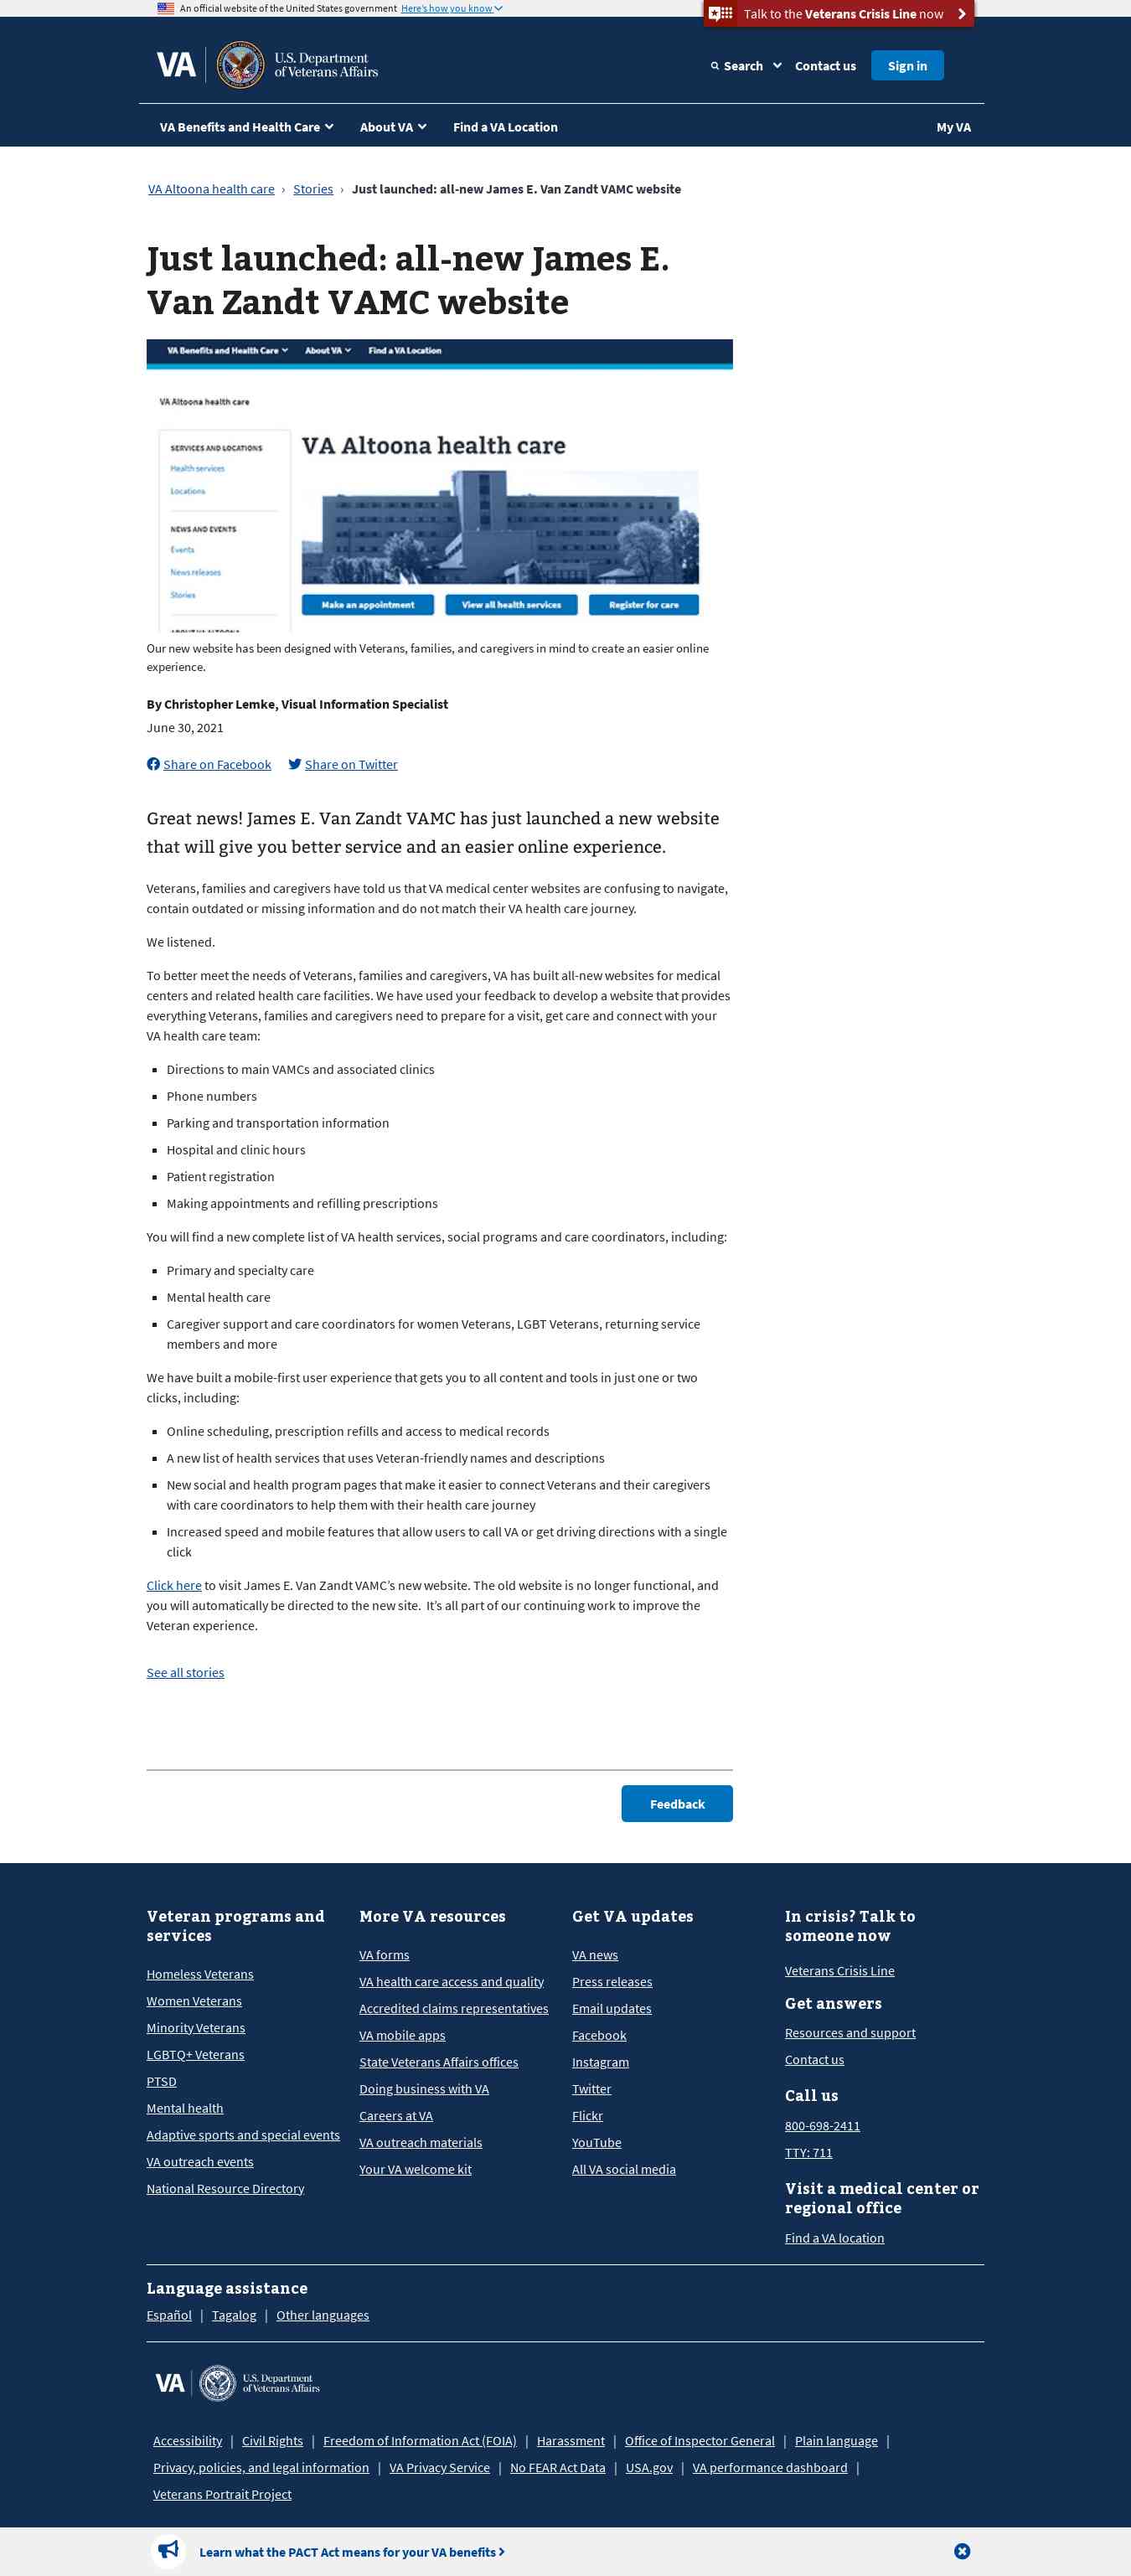 An official website of the United States government Here's how you know
Talk to the Veterans Crisis Line now
VA
U.S. Department
of Veterans Affairs
Search
Contact us
Sign in
VA Benefits and Health Care
About VA
Find a VA Location
My VA
VA Altoona health care › Stories › Just launched: all-new James E. Van Zandt VAMC website
Just launched: all-new James E.
Van Zandt VAMC website
VA Benefits and Health Care About VA Find a VA Location
VA Altoona health care
SERVICES AND LOCATIONS
Health services
Locations
NEWS AND EVENTS
Events
News releases
Stories
ABOUT VA ALTOONA
VA Altoona health care
Make an appointment
View all health services
Register for care
Our new website has been designed with Veterans, families, and caregivers in mind to create an easier online
experience.
By Christopher Lemke, Visual Information Specialist
June 30, 2021
Share on Facebook
Share on Twitter
Great news! James E. Van Zandt VAMC has just launched a new website
that will give you better service and an easier online experience.
Veterans, families and caregivers have told us that VA medical center websites are confusing to navigate,
contain outdated or missing information and do not match their VA health care journey.
We listened.
To better meet the needs of Veterans, families and caregivers, VA has built all-new websites for medical
centers and related health care facilities. We have used your feedback to develop a website that provides
everything Veterans, families and caregivers need to prepare for a visit, get care and connect with your
VA health care team:
Directions to main VAMCs and associated clinics
Phone numbers
Parking and transportation information
Hospital and clinic hours
Patient registration
Making appointments and refilling prescriptions
You will find a new complete list of VA health services, social programs and care coordinators, including:
Primary and specialty care
Mental health care
Caregiver support and care coordinators for women Veterans, LGBT Veterans, returning service
members and more
We have built a mobile-first user experience that gets you to all content and tools in just one or two
clicks, including:
Online scheduling, prescription refills and access to medical records
A new list of health services that uses Veteran-friendly names and descriptions
New social and health program pages that make it easier to connect Veterans and their caregivers
with care coordinators to help them with their health care journey
Increased speed and mobile features that allow users to call VA or get driving directions with a single
click
Click here to visit James E. Van Zandt VAMC’s new website. The old website is no longer functional, and
you will automatically be directed to the new site.  It’s all part of our continuing work to improve the
Veteran experience.
See all stories
Feedback
Veteran programs and
services
Homeless Veterans
Women Veterans
Minority Veterans
LGBTQ+ Veterans
PTSD
Mental health
Adaptive sports and special events
VA outreach events
National Resource Directory
More VA resources
VA forms
VA health care access and quality
Accredited claims representatives
VA mobile apps
State Veterans Affairs offices
Doing business with VA
Careers at VA
VA outreach materials
Your VA welcome kit
Get VA updates
VA news
Press releases
Email updates
Facebook
Instagram
Twitter
Flickr
YouTube
All VA social media
In crisis? Talk to
someone now
Veterans Crisis Line
Get answers
Resources and support
Contact us
Call us
800-698-2411
TTY: 711
Visit a medical center or
regional office
Find a VA location
Language assistance
Español | Tagalog | Other languages
VA
U.S. Department
of Veterans Affairs
Accessibility | Civil Rights | Freedom of Information Act (FOIA) | Harassment | Office of Inspector General | Plain language |
Privacy, policies, and legal information | VA Privacy Service | No FEAR Act Data | USA.gov | VA performance dashboard |
Veterans Portrait Project
Learn what the PACT Act means for your VA benefits